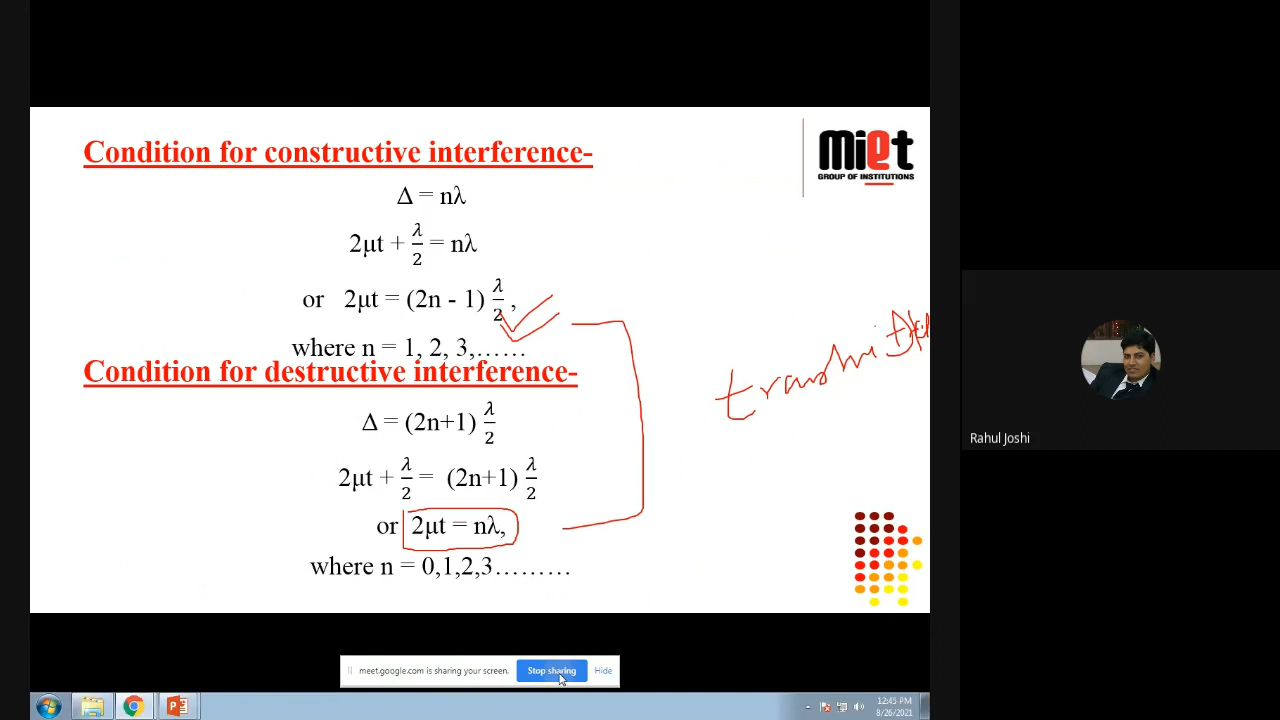 Condition for constructive interference-
miet
GROUP OF INSTITUTIONS
Δ = nλ
2μt + λ/2 = nλ
or 2μt = (2n - 1) λ/2 ,
where n = 1, 2, 3,……
Condition for destructive interference-
Δ = (2n+1) λ/2
2μt + λ/2 = (2n+1) λ/2
or 2μt = nλ,
where n = 0,1,2,3………
Rahul Joshi
meet.google.com is sharing your screen.
Stop sharing
Hide
12:45 PM
8/26/2021